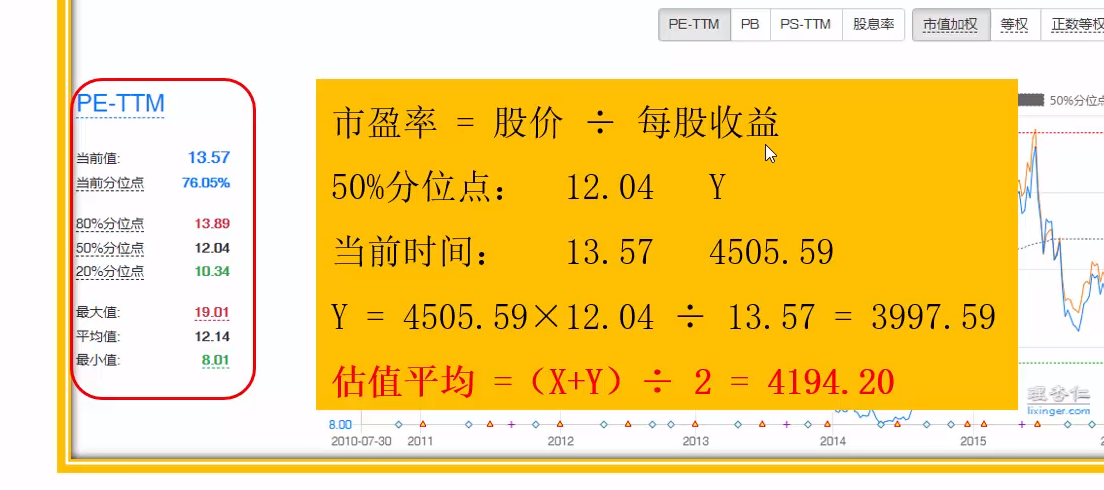 PE-TTM PB PS-TTM 股息率 市值加权 等权 正数等权
PE-TTM
50%分位点
市盈率 = 股价 ÷ 每股收益
当前值: 13.57
当前分位点 76.05%
50%分位点: 12.04 Y
80%分位点 13.89
50%分位点 12.04
当前时间: 13.57 4505.59
20%分位点 10.34
最大值: 19.01
Y = 4505.59×12.04 ÷ 13.57 = 3997.59
平均值: 12.14
最小值: 8.01
估值平均 =（X+Y）÷ 2 = 4194.20
理杏仁
lixinger.com
8.00
2010-07-30 2011 2012 2013 2014 2015